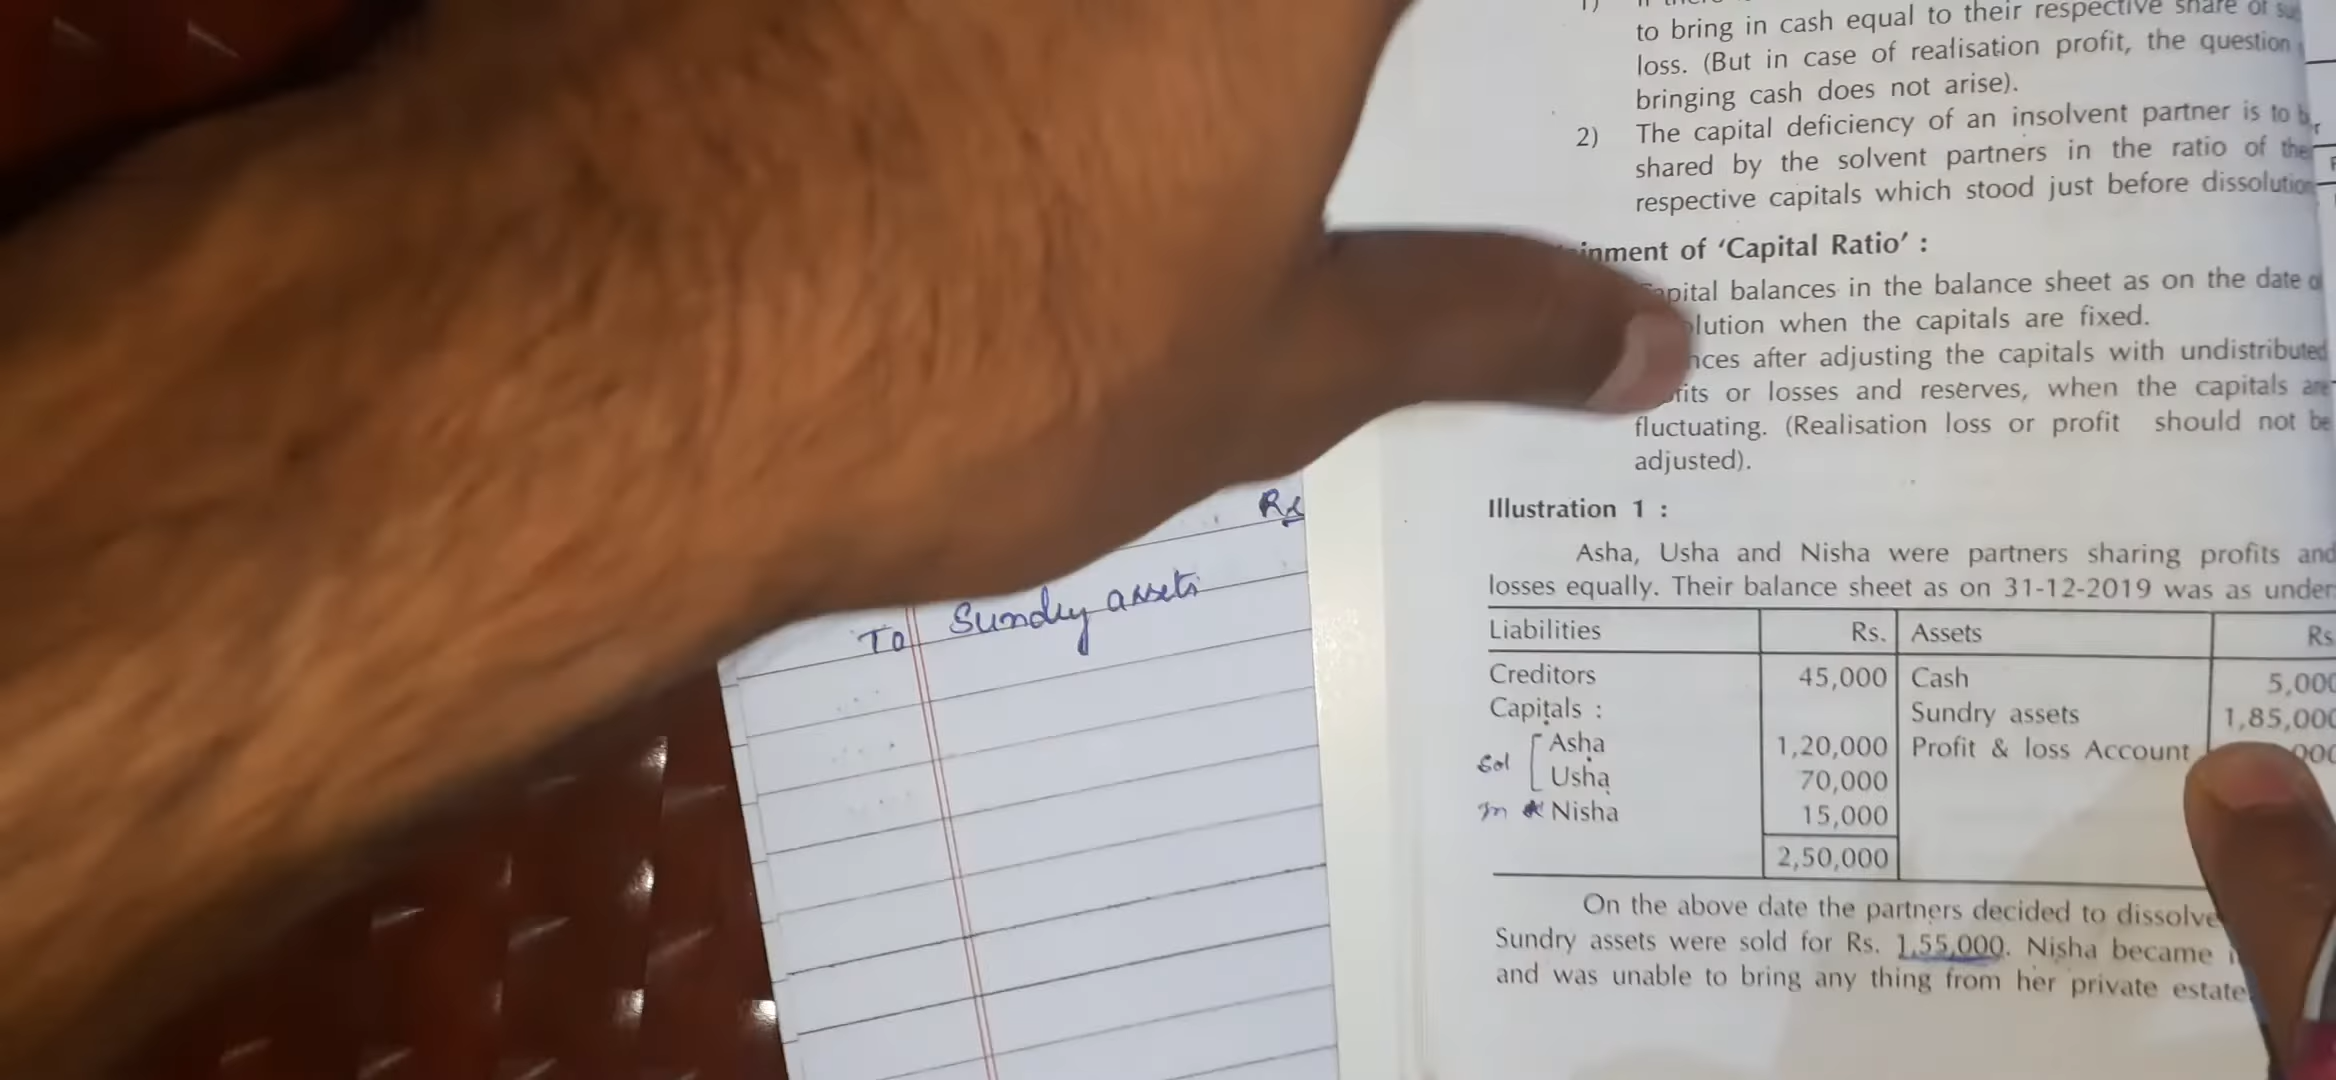 to bring in cash equal to their respective share of
loss. (But in case of realisation profit, the question
bringing cash does not arise).
2) The capital deficiency of an insolvent partner is to
shared by the solvent partners in the ratio of
respective capitals which stood just before
of ‘Capital Ratio’ :
balances in the balance sheet as on the date
when the capitals are fixed.
after adjusting the capitals with undistributed
or losses and reserves, when the capitals
fluctuating. (Realisation loss or profit should not be
adjusted).
Rs
To Sundry assets
Illustration 1 :
Asha, Usha and Nisha were partners sharing profits and
losses equally. Their balance sheet as on 31-12-2019 was as under
Liabilities Rs. Assets Rs
Creditors 45,000 Cash 5,000
Capitals : Sundry assets 1,85,000
Asha 1,20,000 Profit & loss Account
Sol Usha 70,000
In Nisha 15,000
2,50,000
On the above date the partners decided to dissolve
Sundry assets were sold for Rs. 1,55,000. Nisha became
and was unable to bring any thing from her private estate